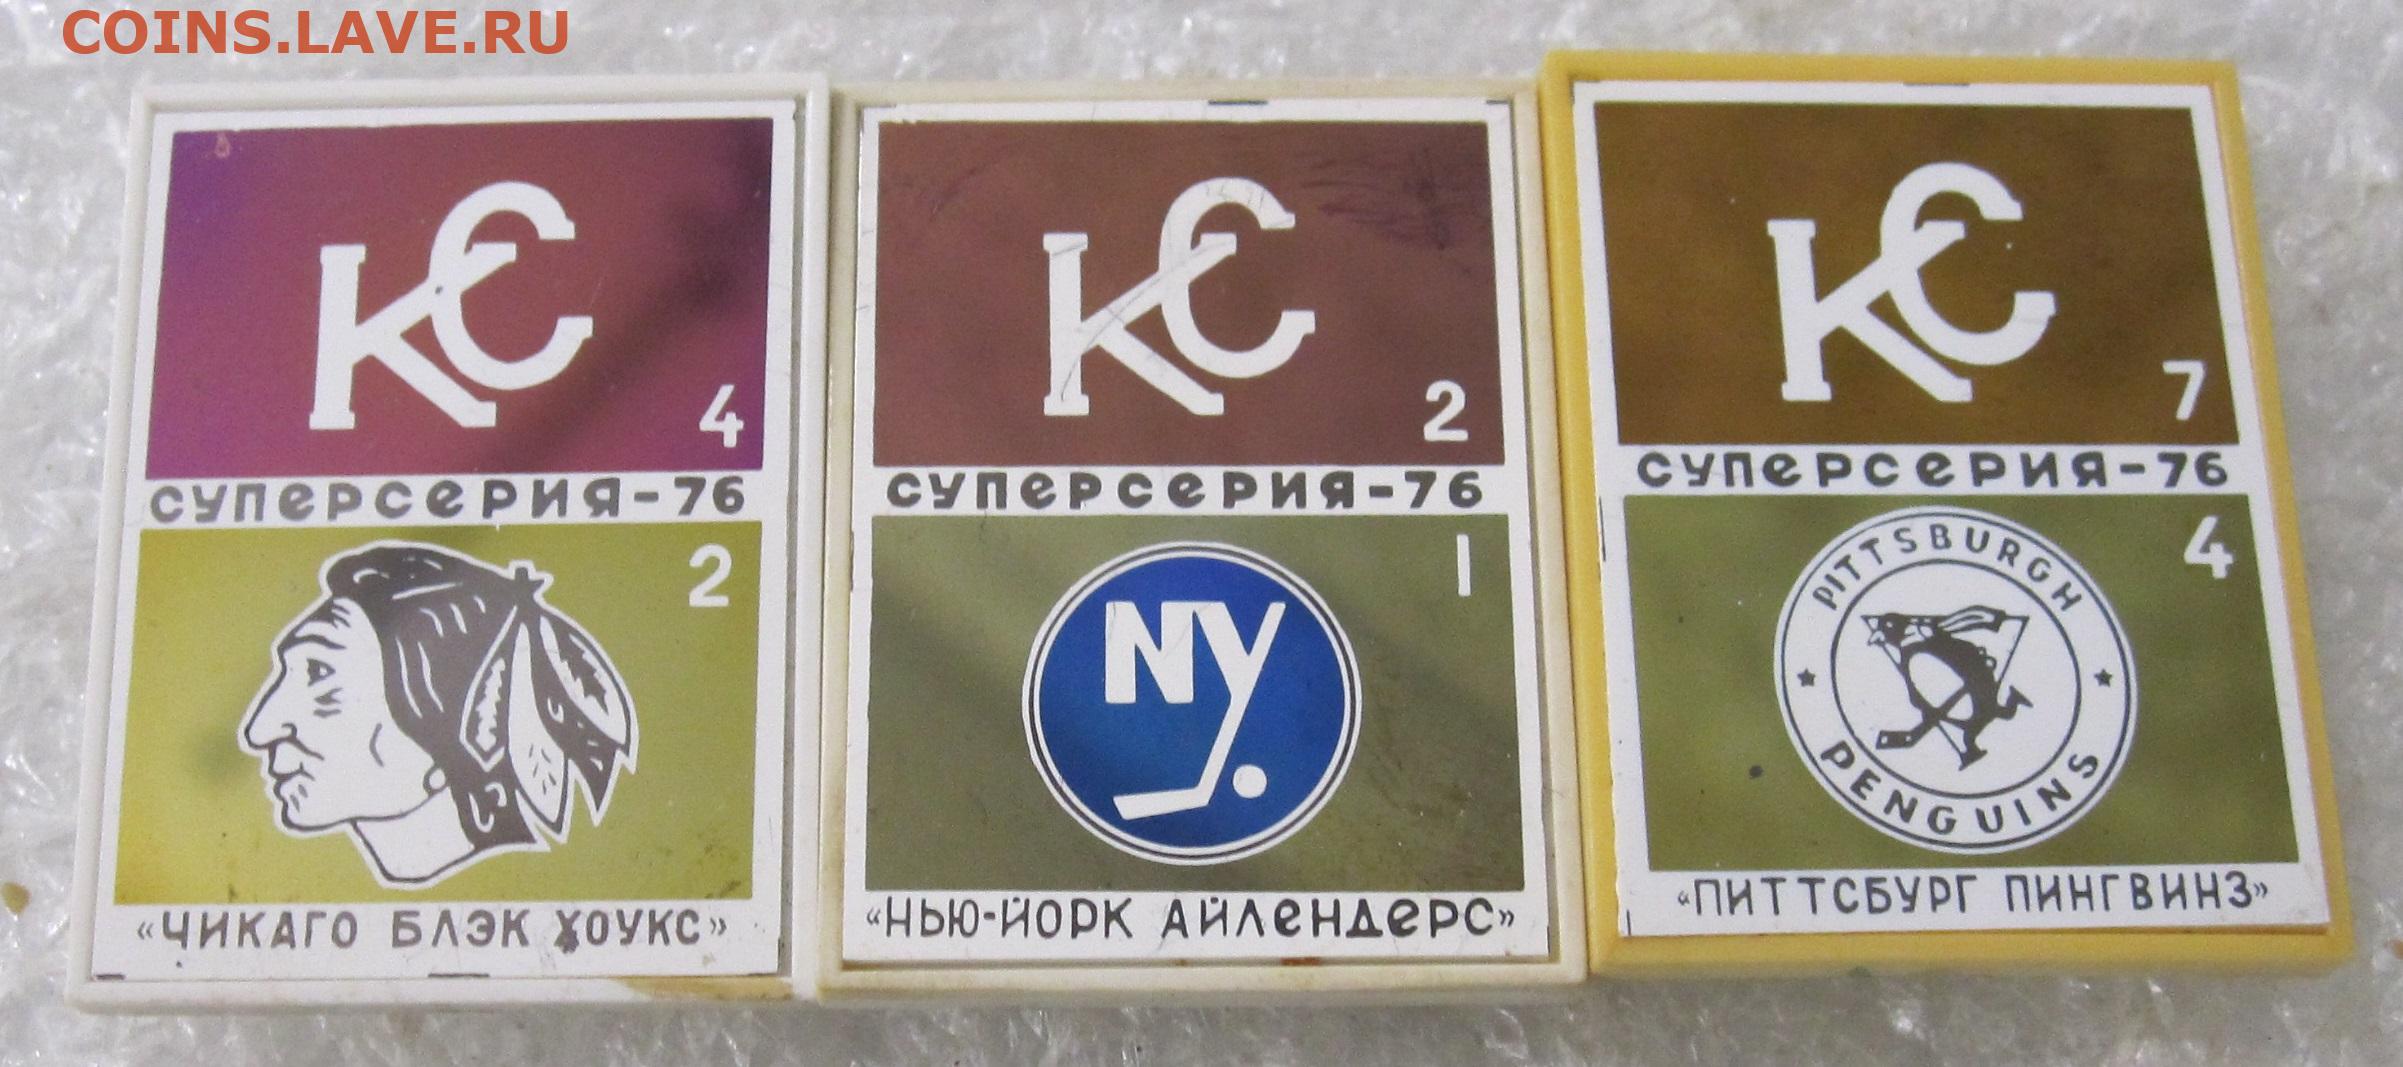 COINS.LAVE.RU
КС
4
СУПЕРСЕРИЯ-76
2
«ЧИКАГО БЛЭК ХОУКС»
КС
2
СУПЕРСЕРИЯ-76
1
NY
«НЬЮ-ЙОРК АЙЛЕНДЕРС»
КС
7
СУПЕРСЕРИЯ-76
4
PITTSBURGH
PENGUINS
«ПИТТСБУРГ ПИНГВИНЗ»